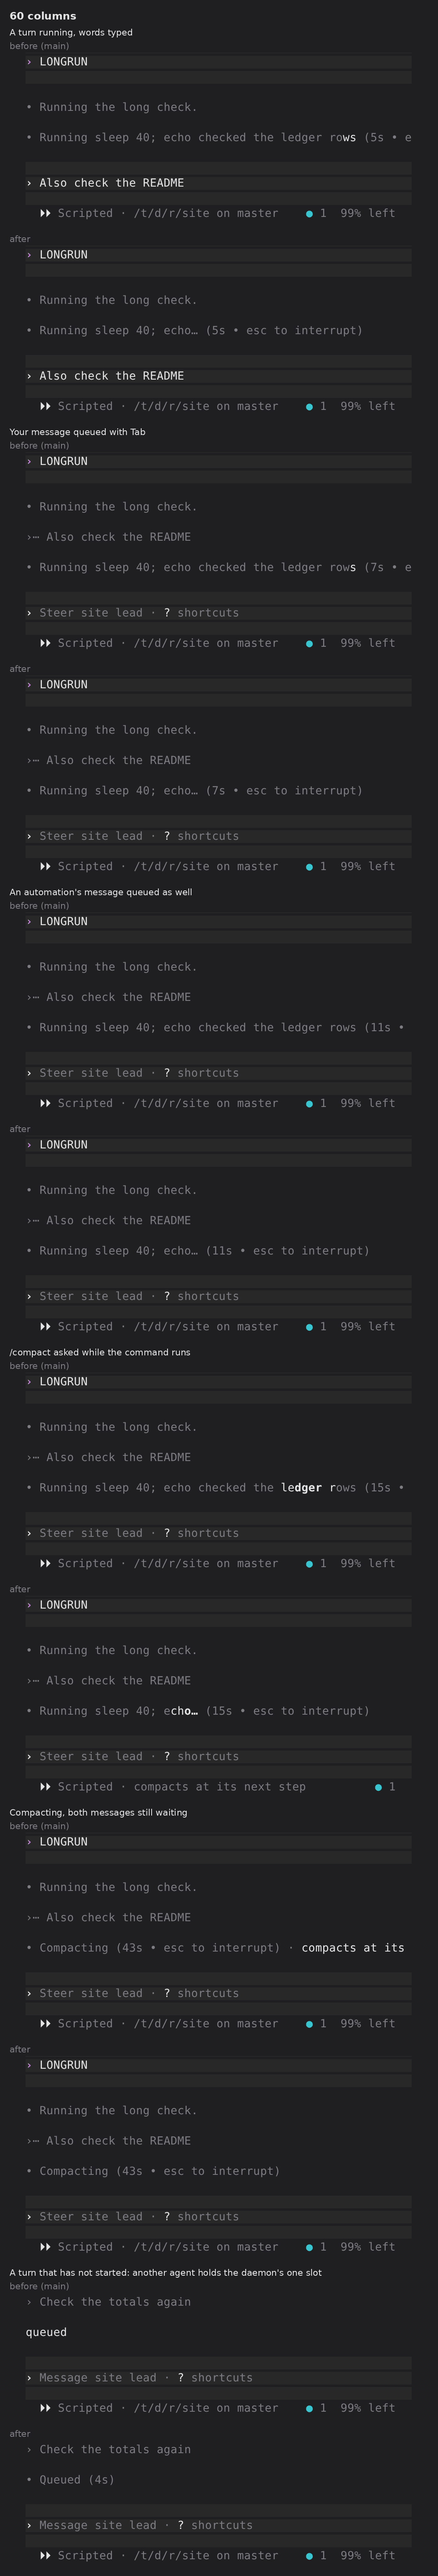 60 columns
A turn running, words typed
before (main)
› LONGRUN
• Running the long check.
• Running sleep 40; echo checked the ledger rows (5s • e
› Also check the README
⏵⏵ Scripted · /t/d/r/site on master ● 1 99% left
after
› LONGRUN
• Running the long check.
• Running sleep 40; echo… (5s • esc to interrupt)
› Also check the README
⏵⏵ Scripted · /t/d/r/site on master ● 1 99% left
Your message queued with Tab
before (main)
› LONGRUN
• Running the long check.
›⋯ Also check the README
• Running sleep 40; echo checked the ledger rows (7s • e
› Steer site lead · ? shortcuts
⏵⏵ Scripted · /t/d/r/site on master ● 1 99% left
after
› LONGRUN
• Running the long check.
›⋯ Also check the README
• Running sleep 40; echo… (7s • esc to interrupt)
› Steer site lead · ? shortcuts
⏵⏵ Scripted · /t/d/r/site on master ● 1 99% left
An automation's message queued as well
before (main)
› LONGRUN
• Running the long check.
›⋯ Also check the README
• Running sleep 40; echo checked the ledger rows (11s •
› Steer site lead · ? shortcuts
⏵⏵ Scripted · /t/d/r/site on master ● 1 99% left
after
› LONGRUN
• Running the long check.
›⋯ Also check the README
• Running sleep 40; echo… (11s • esc to interrupt)
› Steer site lead · ? shortcuts
⏵⏵ Scripted · /t/d/r/site on master ● 1 99% left
/compact asked while the command runs
before (main)
› LONGRUN
• Running the long check.
›⋯ Also check the README
• Running sleep 40; echo checked the ledger rows (15s •
› Steer site lead · ? shortcuts
⏵⏵ Scripted · /t/d/r/site on master ● 1 99% left
after
› LONGRUN
• Running the long check.
›⋯ Also check the README
• Running sleep 40; echo… (15s • esc to interrupt)
› Steer site lead · ? shortcuts
⏵⏵ Scripted · compacts at its next step ● 1
Compacting, both messages still waiting
before (main)
› LONGRUN
• Running the long check.
›⋯ Also check the README
• Compacting (43s • esc to interrupt) · compacts at its
› Steer site lead · ? shortcuts
⏵⏵ Scripted · /t/d/r/site on master ● 1 99% left
after
› LONGRUN
• Running the long check.
›⋯ Also check the README
• Compacting (43s • esc to interrupt)
› Steer site lead · ? shortcuts
⏵⏵ Scripted · /t/d/r/site on master ● 1 99% left
A turn that has not started: another agent holds the daemon's one slot
before (main)
› Check the totals again
queued
› Message site lead · ? shortcuts
⏵⏵ Scripted · /t/d/r/site on master ● 1 99% left
after
› Check the totals again
• Queued (4s)
› Message site lead · ? shortcuts
⏵⏵ Scripted · /t/d/r/site on master ● 1 99% left